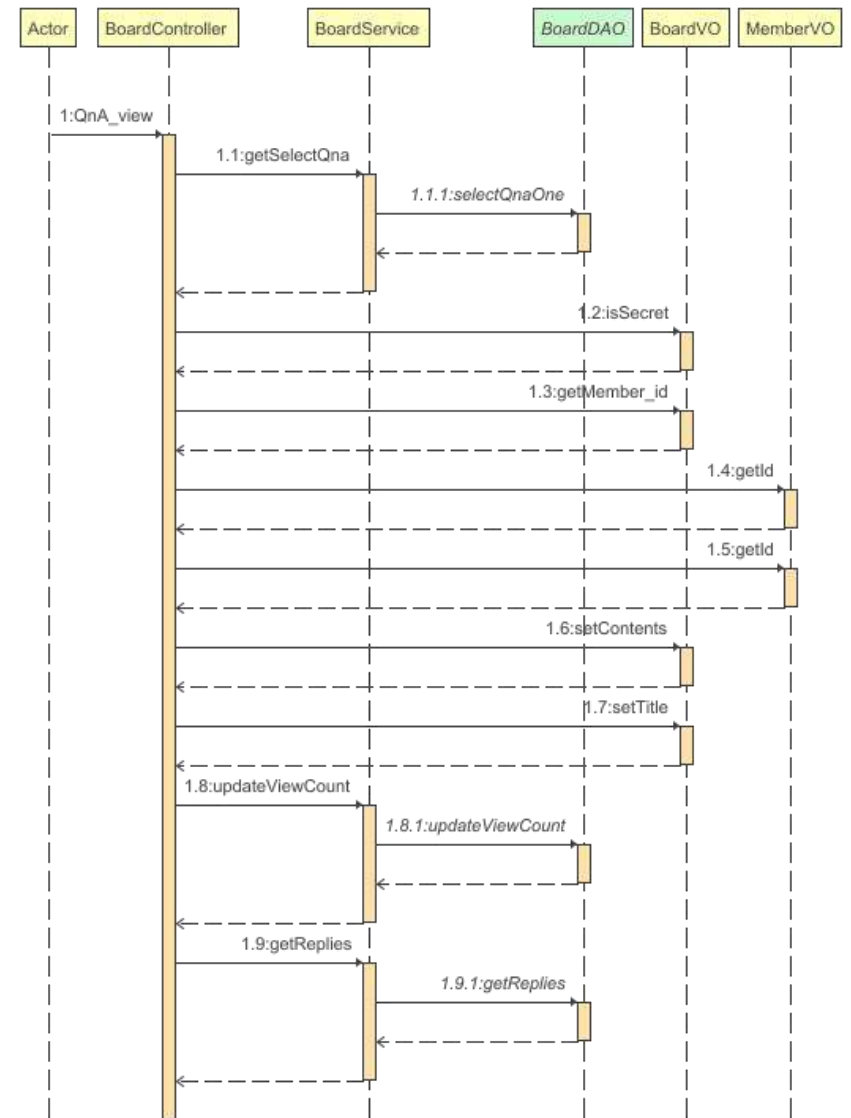 Actor BoardController BoardService BoardDAO BoardVO MemberVO
1:QnA_view
1.1:getSelectQna
1.1.1:selectQnaOne
1.2:isSecret
1.3:getMember_id
1.4:getId
1.5:getId
1.6:setContents
1.7:setTitle
1.8:updateViewCount
1.8.1:updateViewCount
1.9:getReplies
1.9.1:getReplies